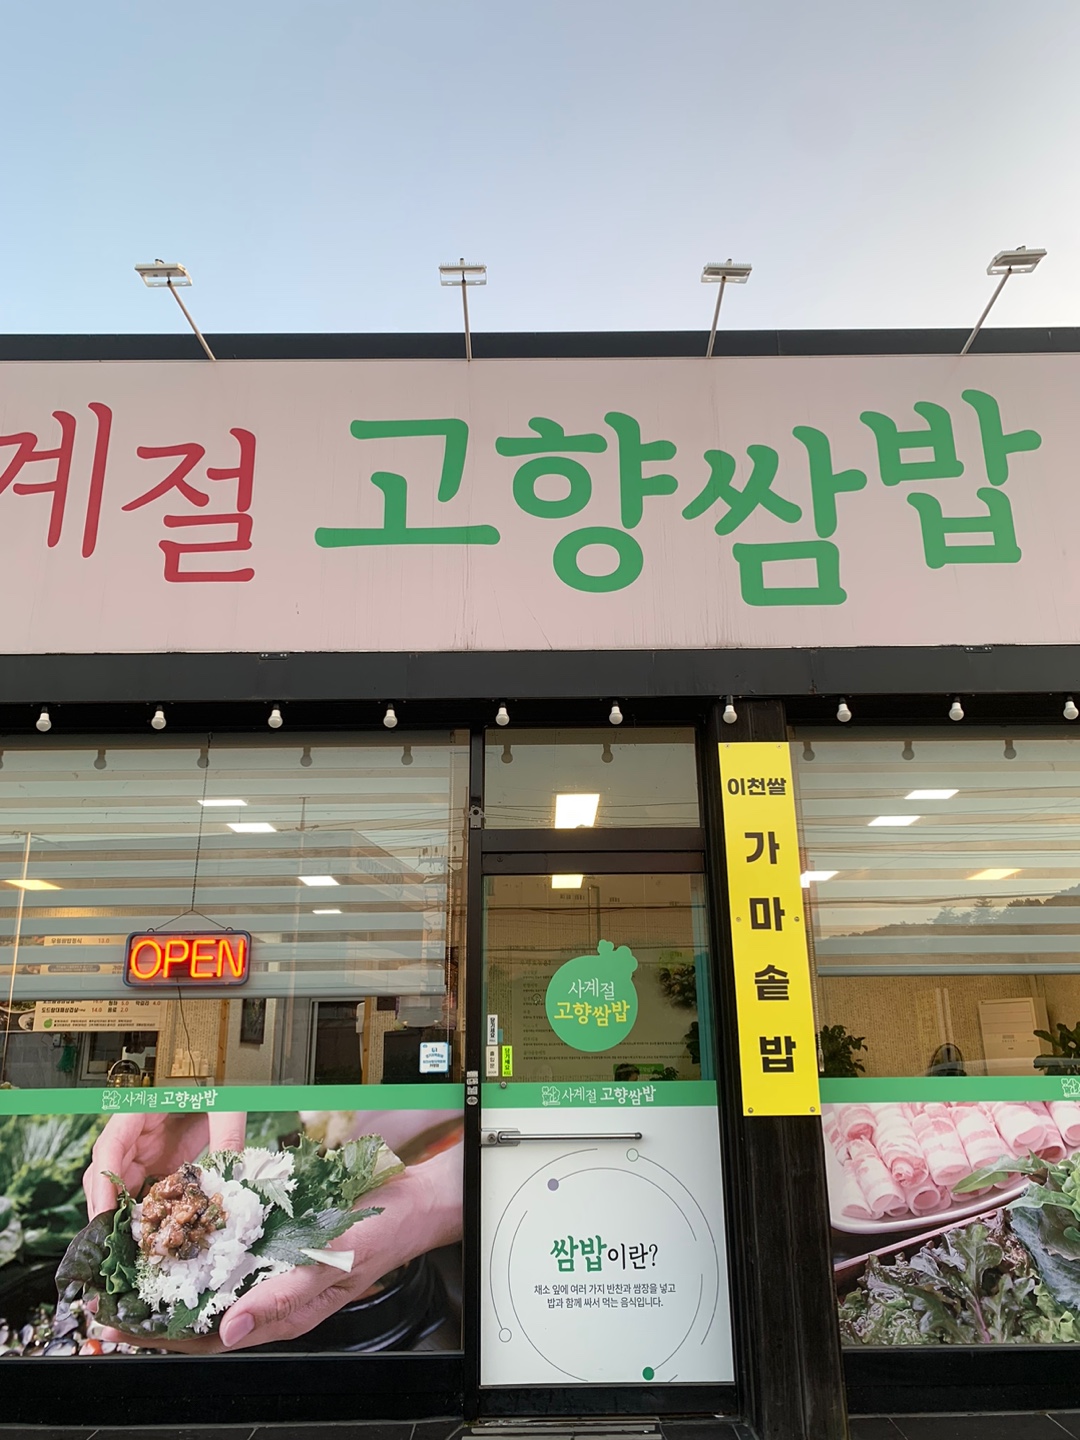 계절 고향쌈밥
이천쌀
가
마
솥
밥
OPEN
사계절
고향쌈밥
사계절 고향쌈밥
사계절 고향쌈밥
쌈밥이란?
채소 잎에 여러 가지 반찬과 쌈장을 넣고
밥과 함께 싸서 먹는 음식입니다.